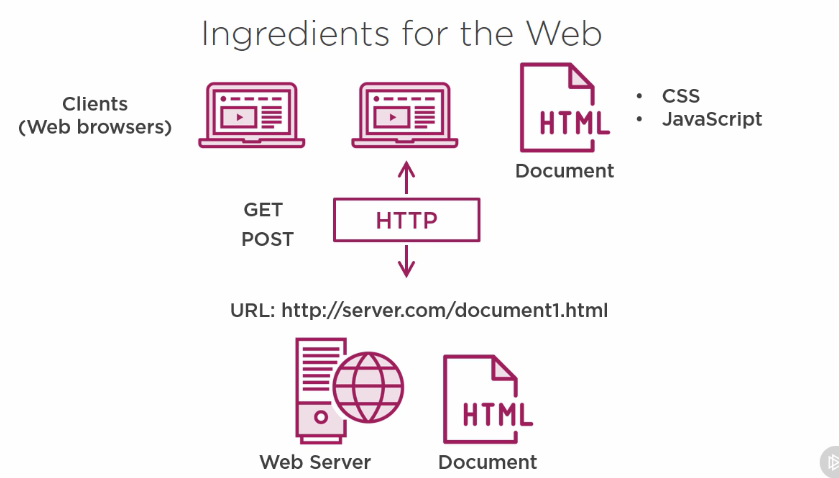 Ingredients for the Web
Clients
(Web browsers)
HTML
• CSS
• JavaScript
Document
GET
POST
HTTP
URL: http://server.com/document1.html
HTML
Web Server
Document